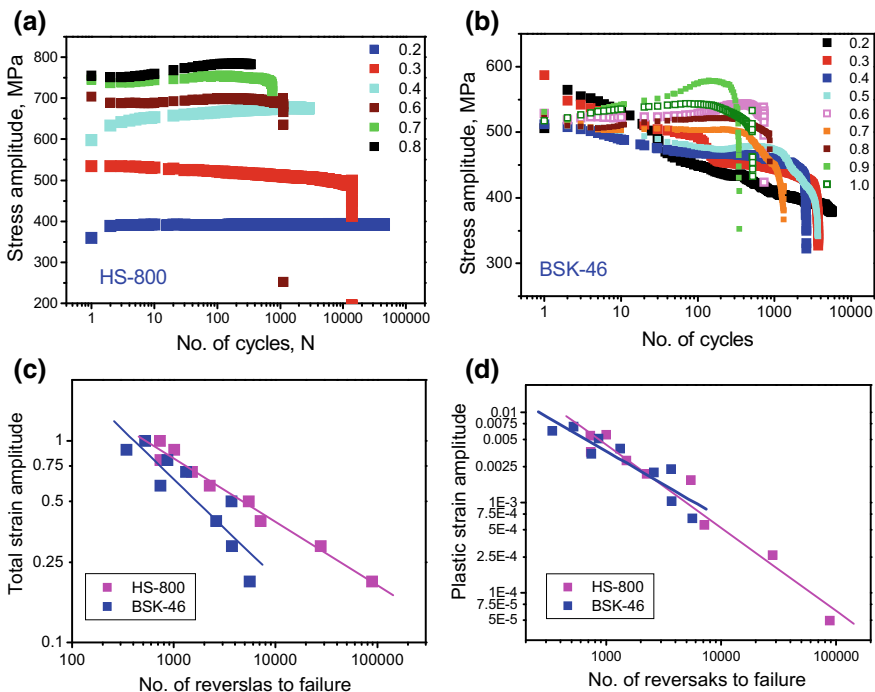 (a)
Stress amplitude, MPa
800
750
700
650
600
550
500
450
400
350
300
250
200
0.2
0.3
0.4
0.6
0.7
0.8
HS-800
1
10
100
1000
10000
100000
No. of cycles, N
(b)
Stress amplitude, MPa
600
500
400
300
0.2
0.3
0.4
0.5
0.6
0.7
0.8
0.9
1.0
BSK-46
1
10
100
1000
10000
No. of cycles
(c)
Total strain amplitude
1
0.75
0.5
0.25
0.1
HS-800
BSK-46
100
1000
10000
100000
No. of reverslas to failure
(d)
Plastic strain amplitude
0.01
0.0075
0.005
0.0025
1E-3
7.5E-4
5E-4
2.5E-4
1E-4
7.5E-5
5E-5
HS-800
BSK-46
1000
10000
100000
No. of reversaks to failure